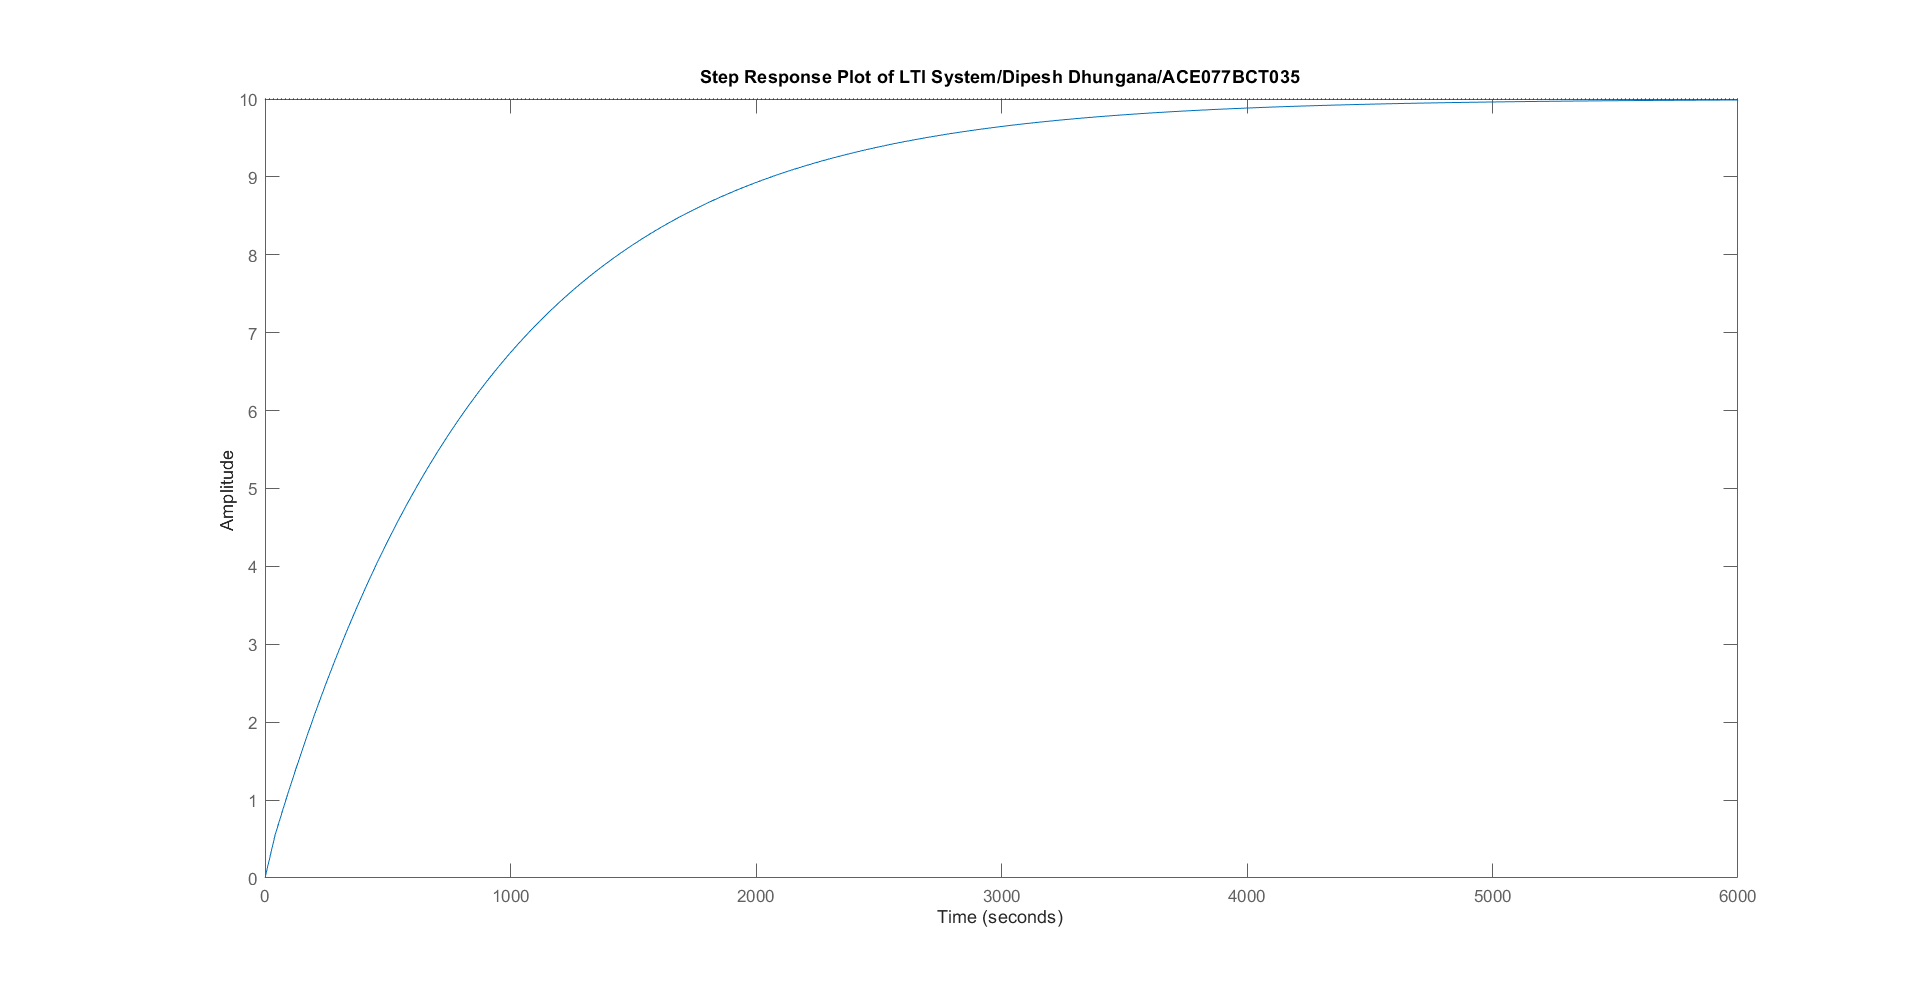 Step Response Plot of LTI System/Dipesh Dhungana/ACE077BCT035
10
9
8
7
6
5
4
3
2
1
0
Amplitude
0 1000 2000 3000 4000 5000 6000
Time (seconds)